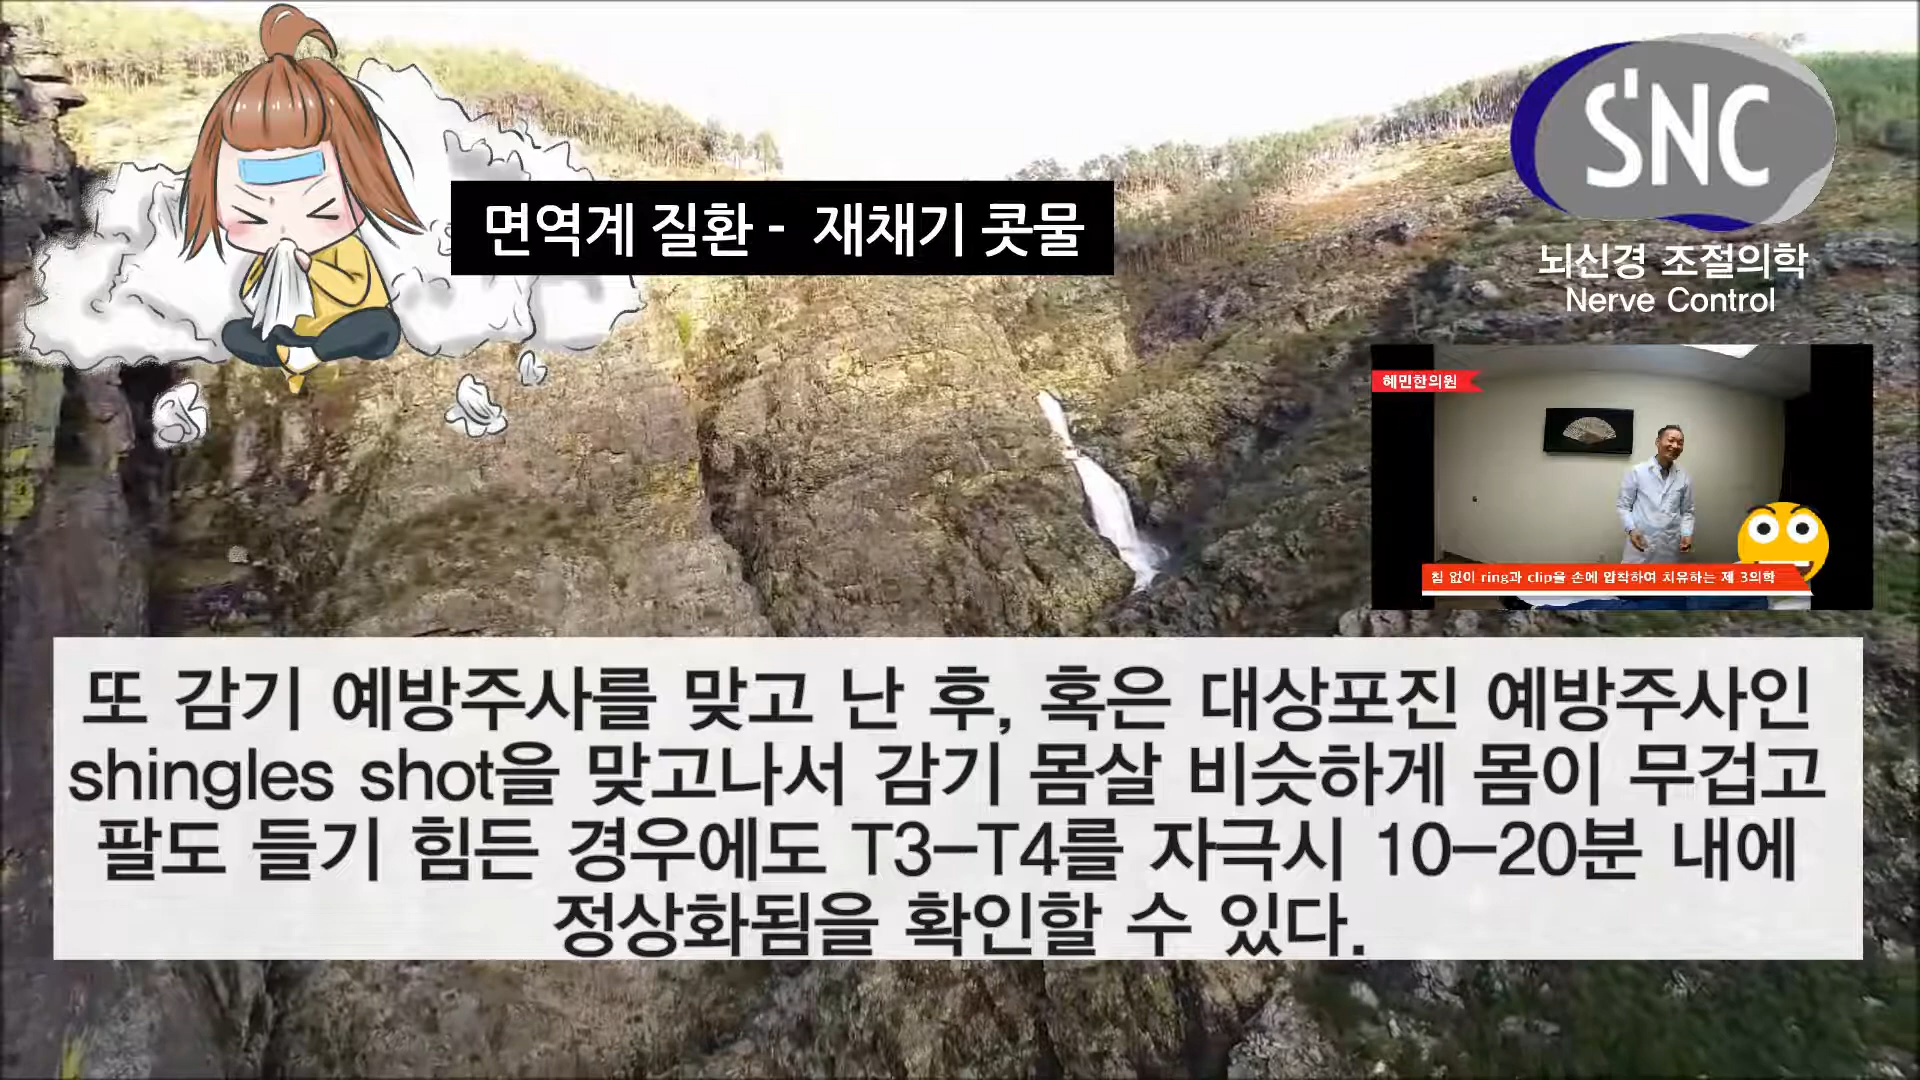 면역계 질환 - 재채기 콧물
SNC
뇌신경 조절의학
Nerve Control
혜민한의원
침 없이 ring과 clip을 손에 압착하여 치유하는 제 3의학
또 감기 예방주사를 맞고 난 후, 혹은 대상포진 예방주사인
shingles shot을 맞고나서 감기 몸살 비슷하게 몸이 무겁고
팔도 들기 힘든 경우에도 T3-T4를 자극시 10-20분 내에
정상화됨을 확인할 수 있다.